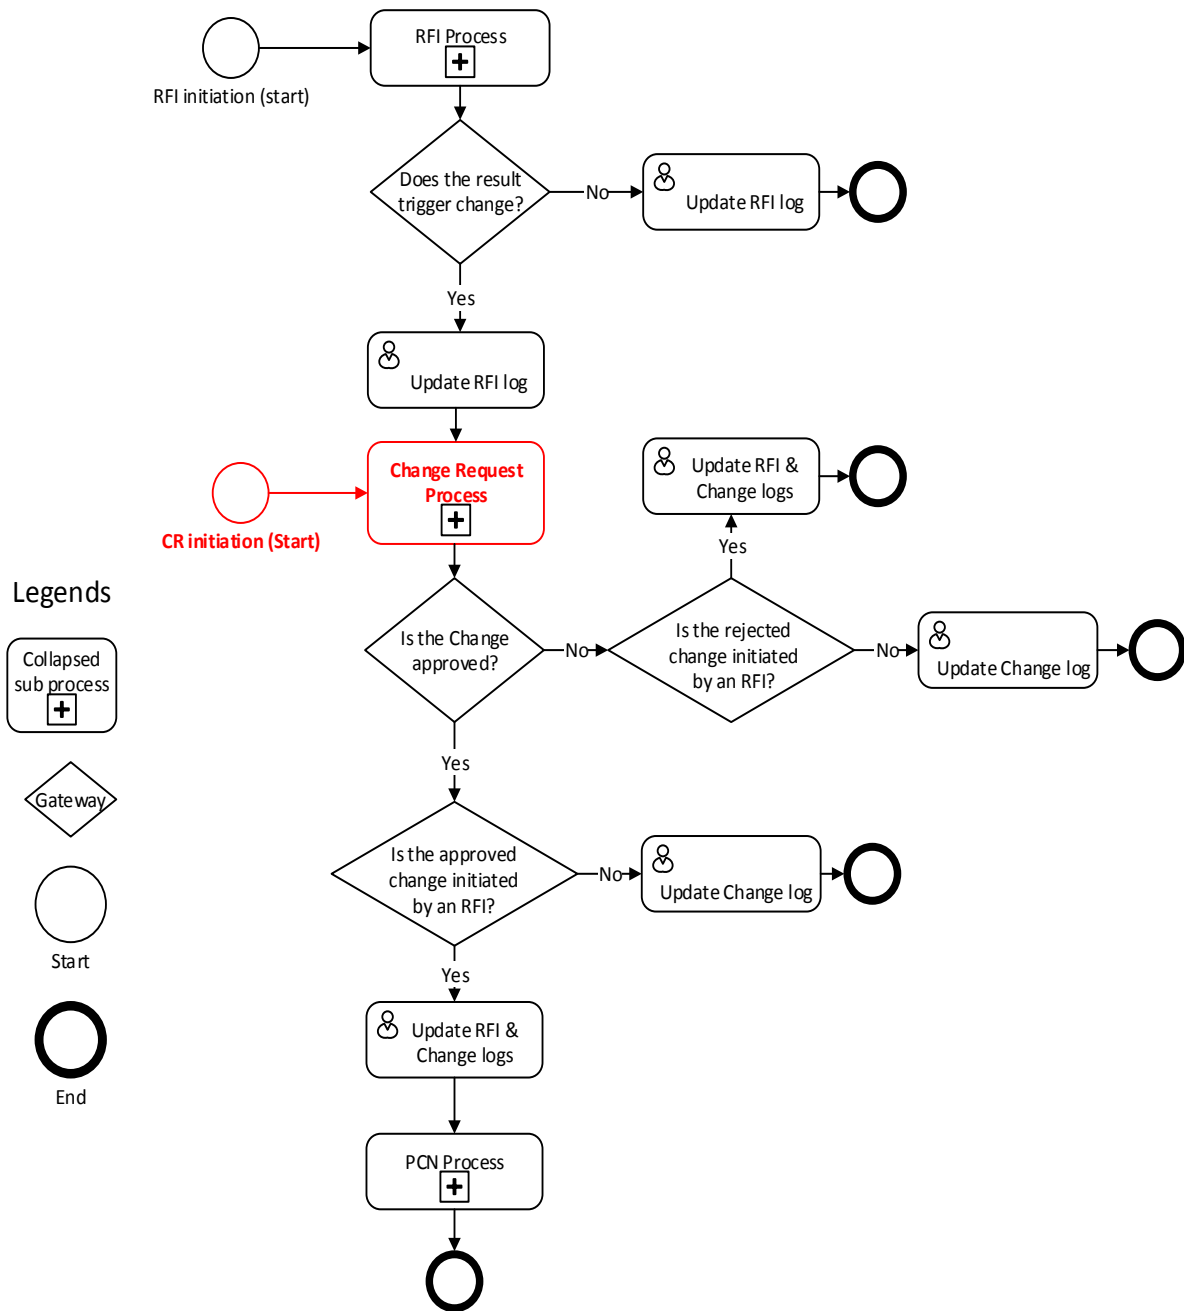 RFI Process
RFI initiation (start)
Does the result
trigger change?
No
Update RFI log
Yes
Update RFI log
Change Request
Process
CR initiation (Start)
Update RFI &
Change logs
Yes
Is the Change
approved?
No
Is the rejected
change initiated
by an RFI?
No
Update Change log
Legends
Collapsed
sub process
Yes
Gateway
Is the approved
change initiated
by an RFI?
No
Update Change log
Start
Yes
Update RFI &
Change logs
End
PCN Process